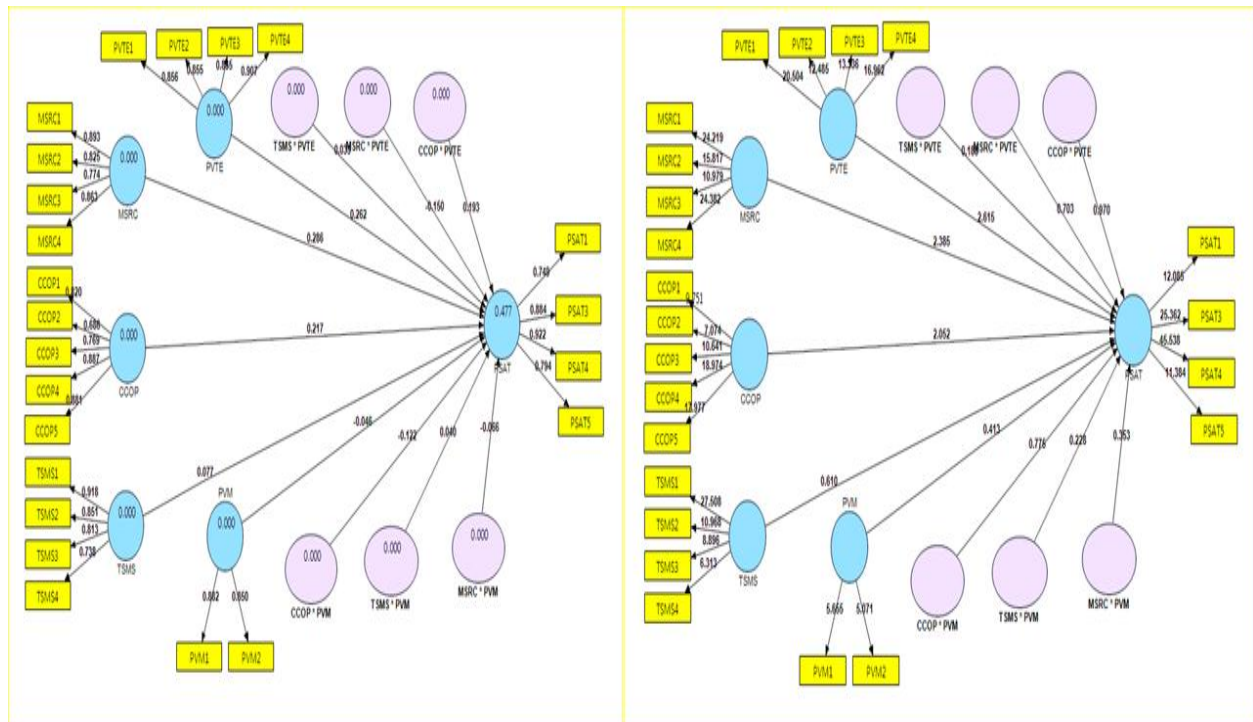 PVTE1
PVTE2
PVTE3
PVTE4
0.856
0.855
0.907
0.000
PVTE
0.000
TSMS * PVTE
0.000
MSRC * PVTE
0.000
CCOP * PVTE
MSRC1
MSRC2
MSRC3
MSRC4
0.893
0.825
0.774
0.863
0.000
MSRC
-0.150
0.193
0.262
0.286
CCOP1
CCOP2
CCOP3
CCOP4
CCOP5
0.686
0.769
0.887
0.881
0.000
CCOP
0.217
0.477
PSAT
0.884
0.922
0.794
PSAT1
PSAT3
PSAT4
PSAT5
TSMS1
TSMS2
TSMS3
TSMS4
0.918
0.851
0.813
0.738
0.000
TSMS
0.077
-0.046
-0.122
0.040
-0.066
PVM
0.000
0.882
0.850
PVM1
PVM2
0.000
CCOP * PVM
0.000
TSMS * PVM
0.000
MSRC * PVM
PVTE1
PVTE2
PVTE3
PVTE4
20.504
12.485
16.962
PVTE
TSMS * PVTE
MSRC * PVTE
CCOP * PVTE
MSRC1
MSRC2
MSRC3
MSRC4
24.219
15.817
10.979
24.382
MSRC
0.703
0.970
2.615
2.385
CCOP1
CCOP2
CCOP3
CCOP4
CCOP5
7.074
10.641
18.974
17.977
CCOP
2.052
PSAT
25.362
45.538
11.384
PSAT1
PSAT3
PSAT4
PSAT5
TSMS1
TSMS2
TSMS3
TSMS4
27.508
10.968
8.896
6.313
TSMS
0.610
0.413
0.776
0.228
0.353
PVM
5.071
PVM1
PVM2
CCOP * PVM
TSMS * PVM
MSRC * PVM